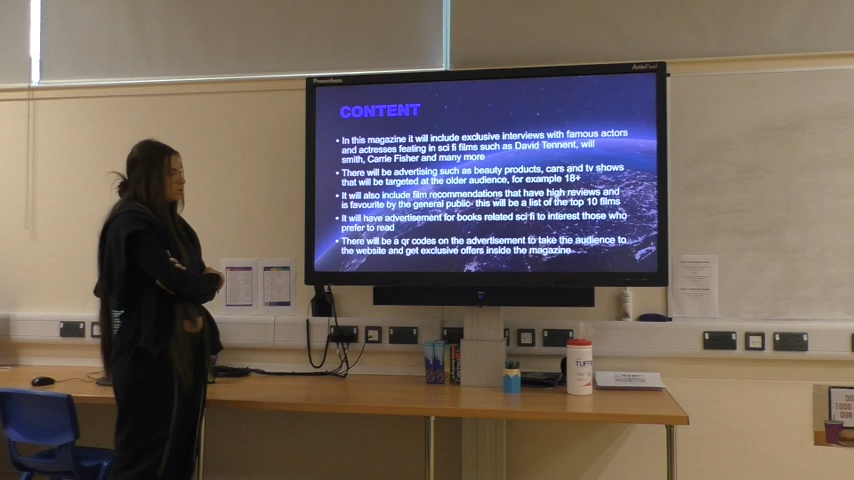 Promethean
ActivPanel
CONTENT
• In this magazine it will include exclusive interviews with famous actors
and actresses feating in sci fi films such as David Tennent, will
smith, Carrie Fisher and many more
• There will be advertising such as beauty products, cars and tv shows
that will be targeted at the older audience, for example 18+
• It will also include film recommendations that have high reviews and
is favourite by the general public- this will be a list of the top 10 films
• It will have advertisement for books related sci fi to interest those who
prefer to read
• There will be a qr codes on the advertisement to take the audience to
the website and get exclusive offers inside the magazine
TUFF
FOOD
OUR